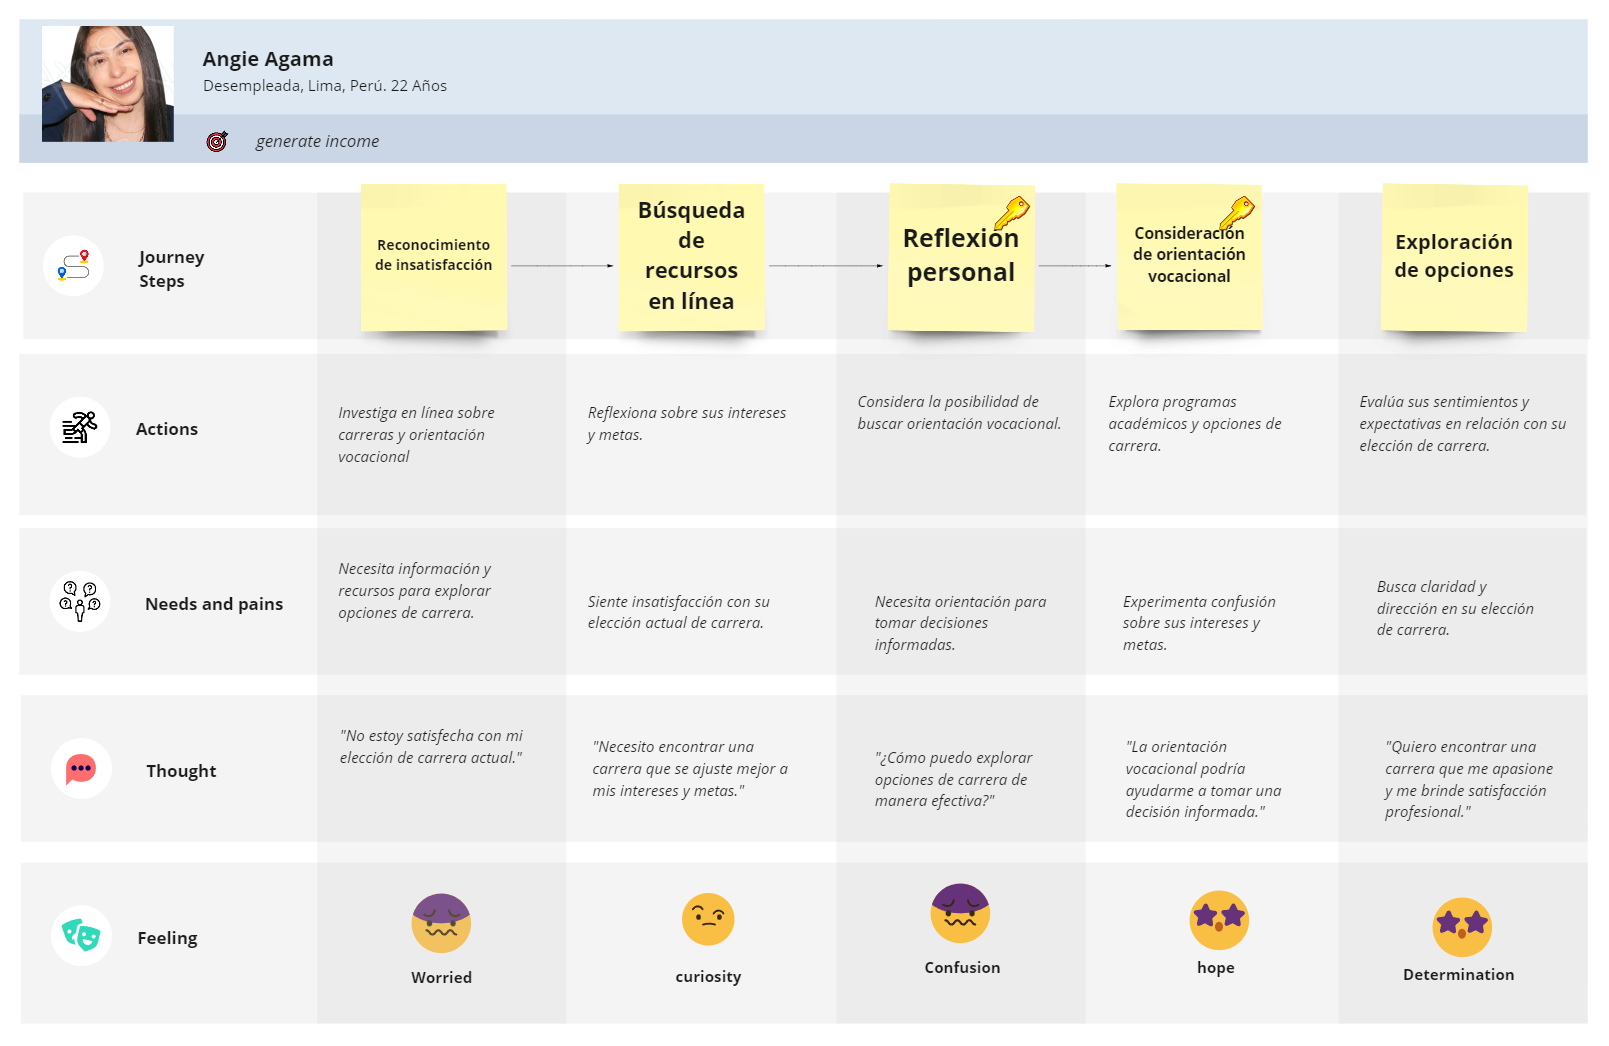 Angie Agama
Desempleada, Lima, Perú. 22 Años
generate income
Journey
Steps
Reconocimiento
de insatisfacción
Búsqueda
de
recursos
en línea
Reflexión
personal
Consideración
de orientación
vocacional
Exploración
de opciones
Actions
Investiga en línea sobre
carreras y orientación
vocacional
Reflexiona sobre sus intereses
y metas.
Considera la posibilidad de
buscar orientación vocacional.
Explora programas
académicos y opciones de
carrera.
Evalúa sus sentimientos y
expectativas en relación con su
elección de carrera.
Needs and pains
Necesita información y
recursos para explorar
opciones de carrera.
Siente insatisfacción con su
elección actual de carrera.
Necesita orientación para
tomar decisiones
informadas.
Experimenta confusión
sobre sus intereses y
metas.
Busca claridad y
dirección en su elección
de carrera.
Thought
"No estoy satisfecha con mi
elección de carrera actual."
"Necesito encontrar una
carrera que se ajuste mejor a
mis intereses y metas."
"¿Cómo puedo explorar
opciones de carrera de
manera efectiva?"
"La orientación
vocacional podría
ayudarme a tomar una
decisión informada."
"Quiero encontrar una
carrera que me apasione
y me brinde satisfacción
profesional."
Feeling
Worried
curiosity
Confusion
hope
Determination